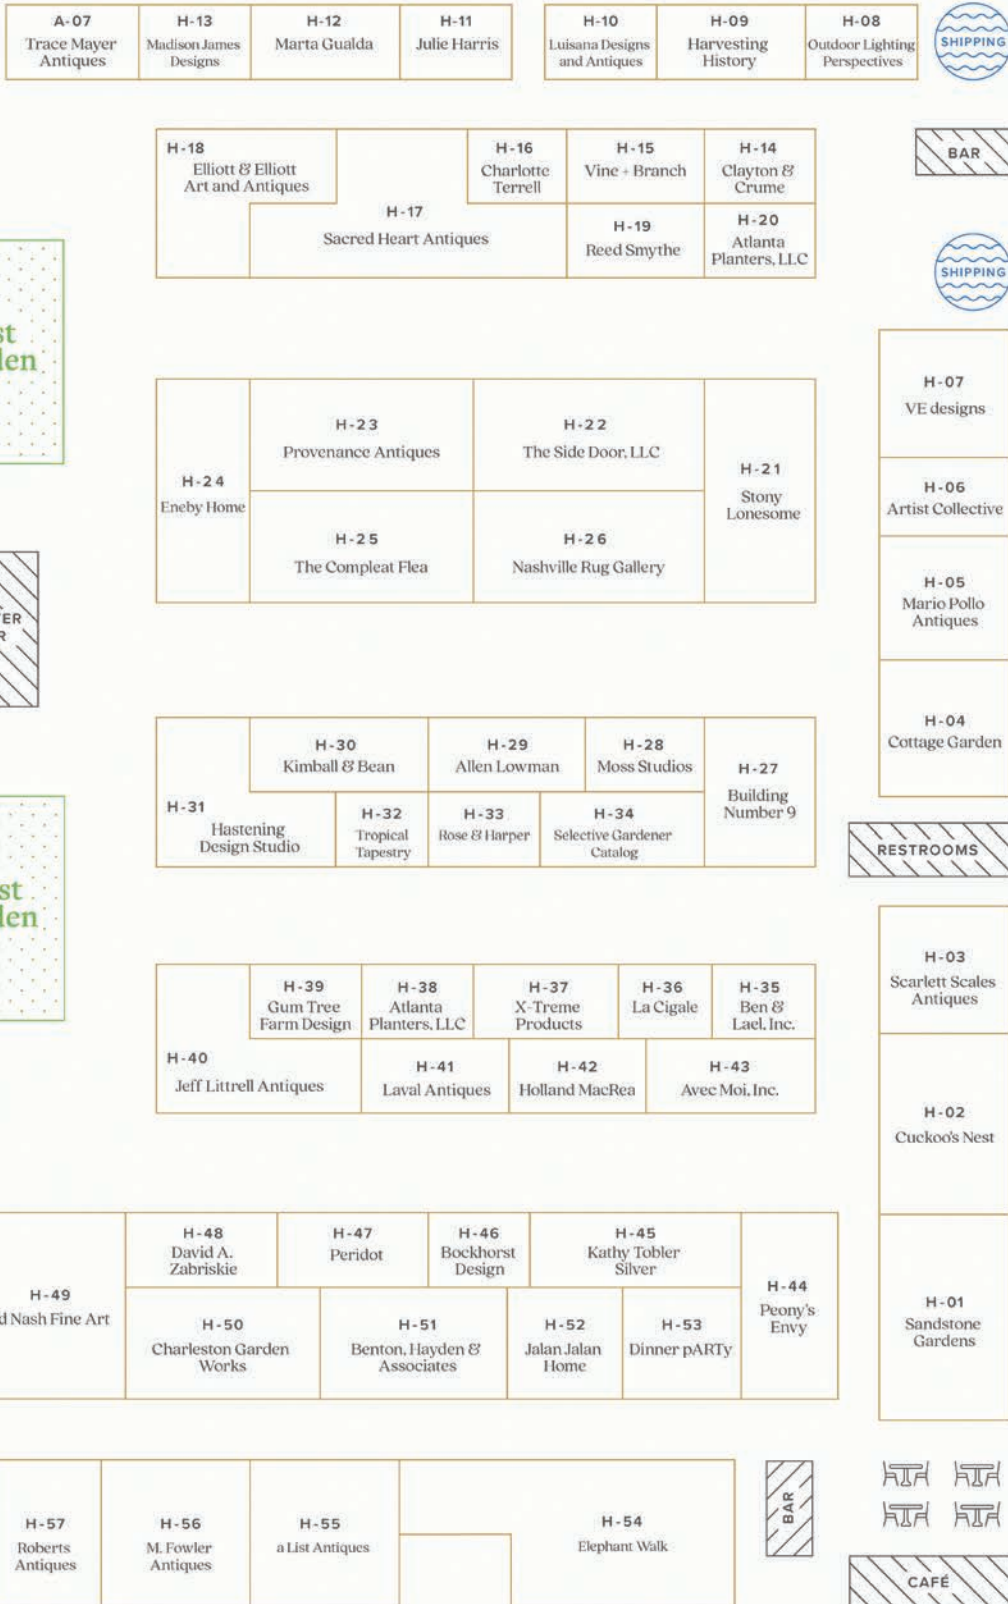 A-07
Trace Mayer
Antiques
H-13
Madison James
Designs
H-12
Marta Gualda
H-11
Julie Harris
H-10
Luisana Designs
and Antiques
H-09
Harvesting
History
H-08
Outdoor Lighting
Perspectives
SHIPPING
H-18
Elliott & Elliott
Art and Antiques
H-17
Sacred Heart Antiques
H-16
Charlotte
Terrell
H-15
Vine + Branch
H-14
Clayton &
Crume
H-19
Reed Smythe
H-20
Atlanta
Planters, LLC
BAR
SHIPPING
st
len
H-24
Eneby Home
H-23
Provenance Antiques
H-22
The Side Door, LLC
H-21
Stony
Lonesome
H-25
The Compleat Flea
H-26
Nashville Rug Gallery
H-07
VE designs
H-06
Artist Collective
H-05
Mario Pollo
Antiques
H-04
Cottage Garden
TER
R
H-31
Hastening
Design Studio
H-30
Kimball & Bean
H-29
Allen Lowman
H-28
Moss Studios
H-27
Building
Number 9
H-32
Tropical
Tapestry
H-33
Rose & Harper
H-34
Selective Gardener
Catalog
RESTROOMS
st
len
H-40
Jeff Littrell Antiques
H-39
Gum Tree
Farm Design
H-38
Atlanta
Planters, LLC
H-37
X-Treme
Products
H-36
La Cigale
H-35
Ben &
Lael, Inc.
H-41
Laval Antiques
H-42
Holland MacRea
H-43
Avec Moi, Inc.
H-03
Scarlett Scales
Antiques
H-02
Cuckoo's Nest
H-01
Sandstone
Gardens
H-49
d Nash Fine Art
H-48
David A.
Zabriskie
H-47
Peridot
H-46
Bockhorst
Design
H-45
Kathy Tobler
Silver
H-44
Peony's
Envy
H-50
Charleston Garden
Works
H-51
Benton, Hayden &
Associates
H-52
Jalan Jalan
Home
H-53
Dinner pARTy
H-57
Roberts
Antiques
H-56
M. Fowler
Antiques
H-55
a List Antiques
H-54
Elephant Walk
BAR
CAFÉ